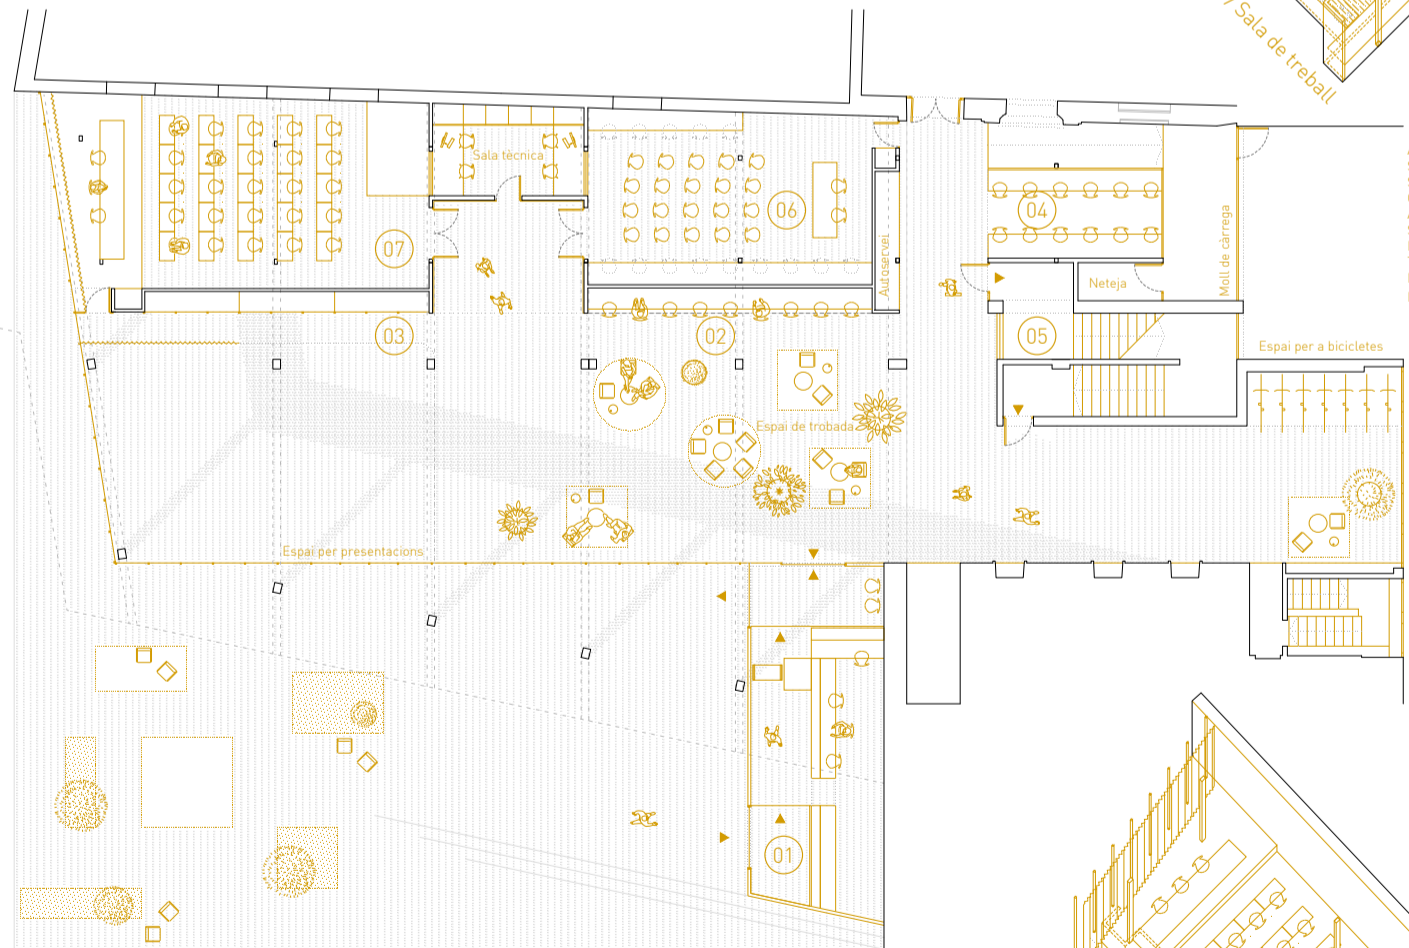 / Sala de treball
Sala tècnica
06
04
07
Autoservei
Moll de càrrega
Neteja
03
02
05
Espai per a bicicletes
Espai de trobada
Espai per presentacions
01